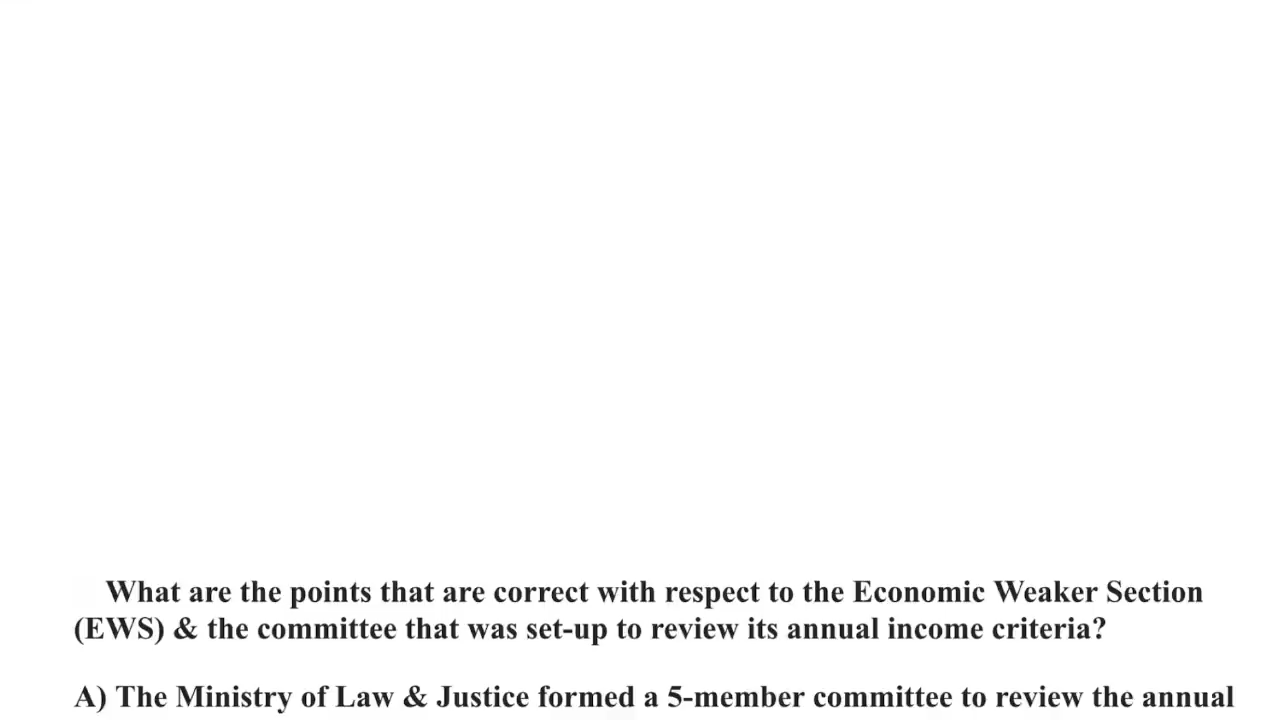 What are the points that are correct with respect to the Economic Weaker Section
(EWS) & the committee that was set-up to review its annual income criteria?
A) The Ministry of Law & Justice formed a 5-member committee to review the annual